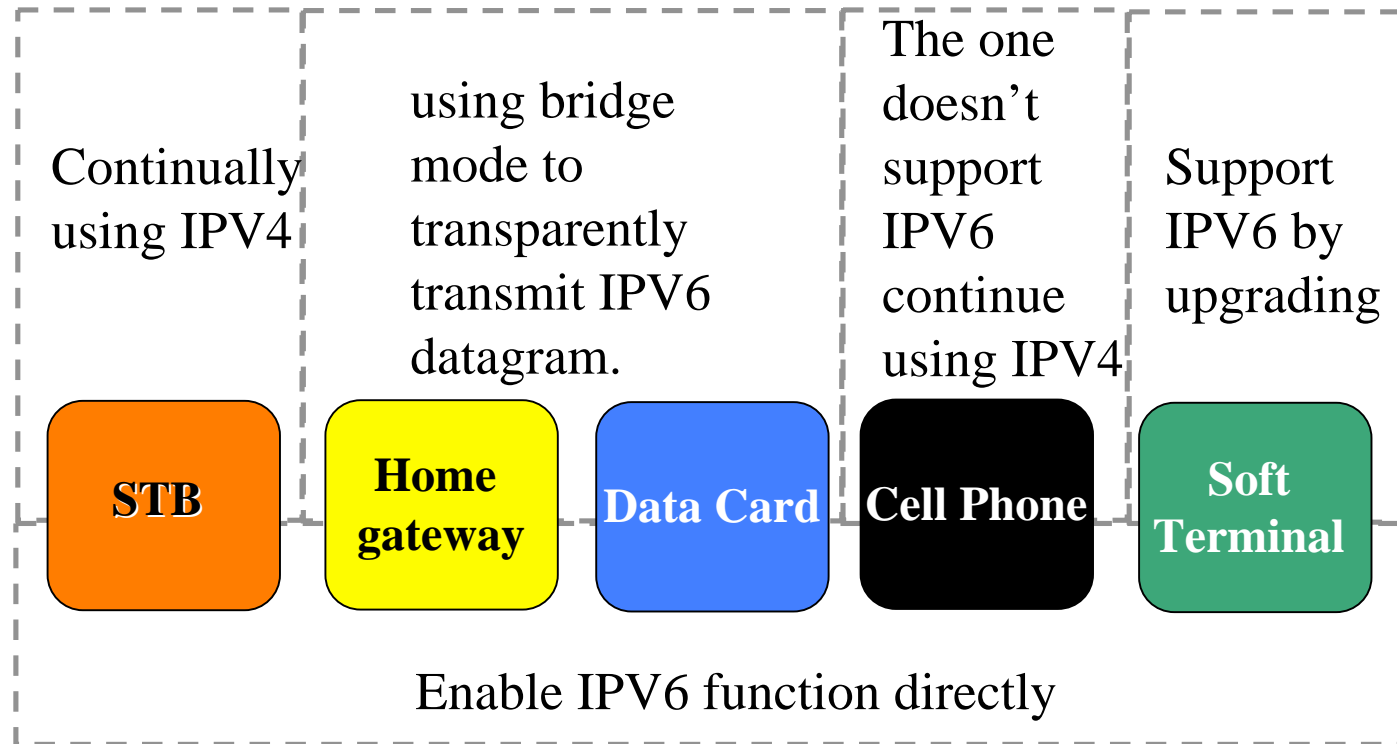 Continually
using IPV4
using bridge
mode to
transparently
transmit IPV6
datagram.
The one
doesn’t
support
IPV6
continue
using IPV4
Support
IPV6 by
upgrading
STB
Home
gateway
Data Card
Cell Phone
Soft
Terminal
Enable IPV6 function directly